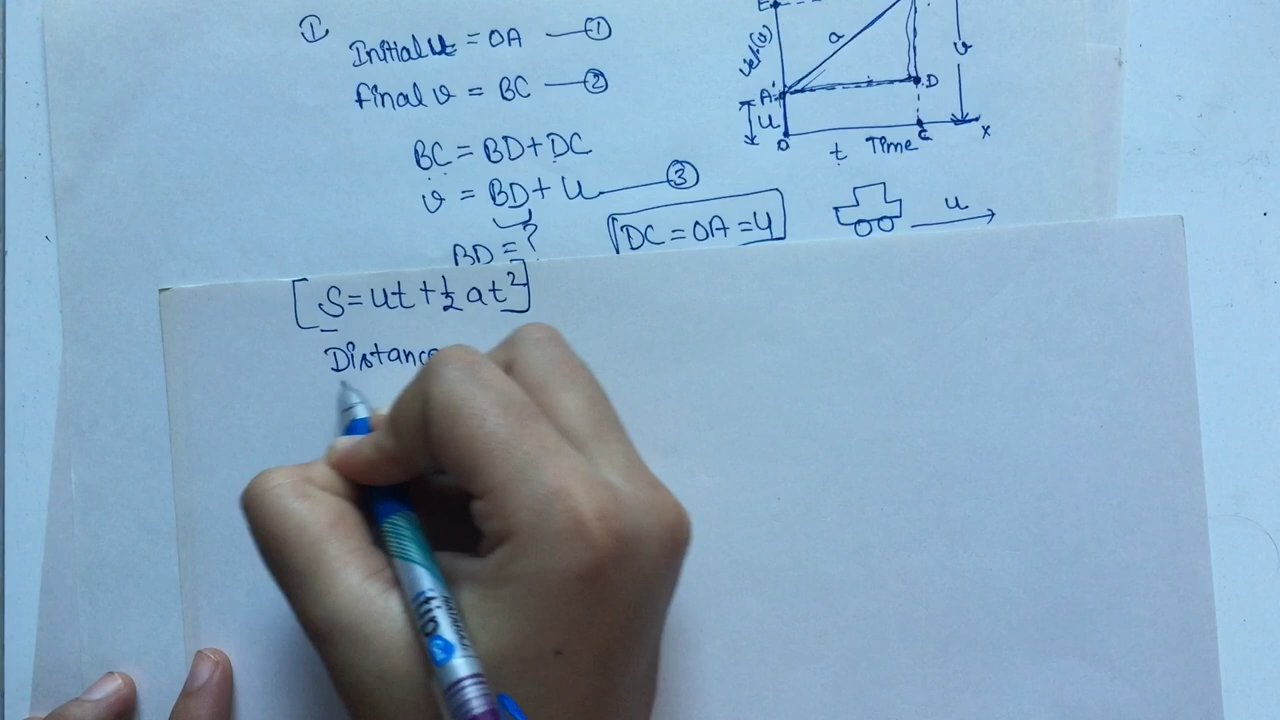 ①
Initial u = OA —①
final v = BC —②
BC = BD + DC
v = BD + u —③
BD = ?
DC = OA = u
[S = ut + ½ at²]
Distance
E
Vel.(v)
a
A
D
u
v
O
t Time C
x
u